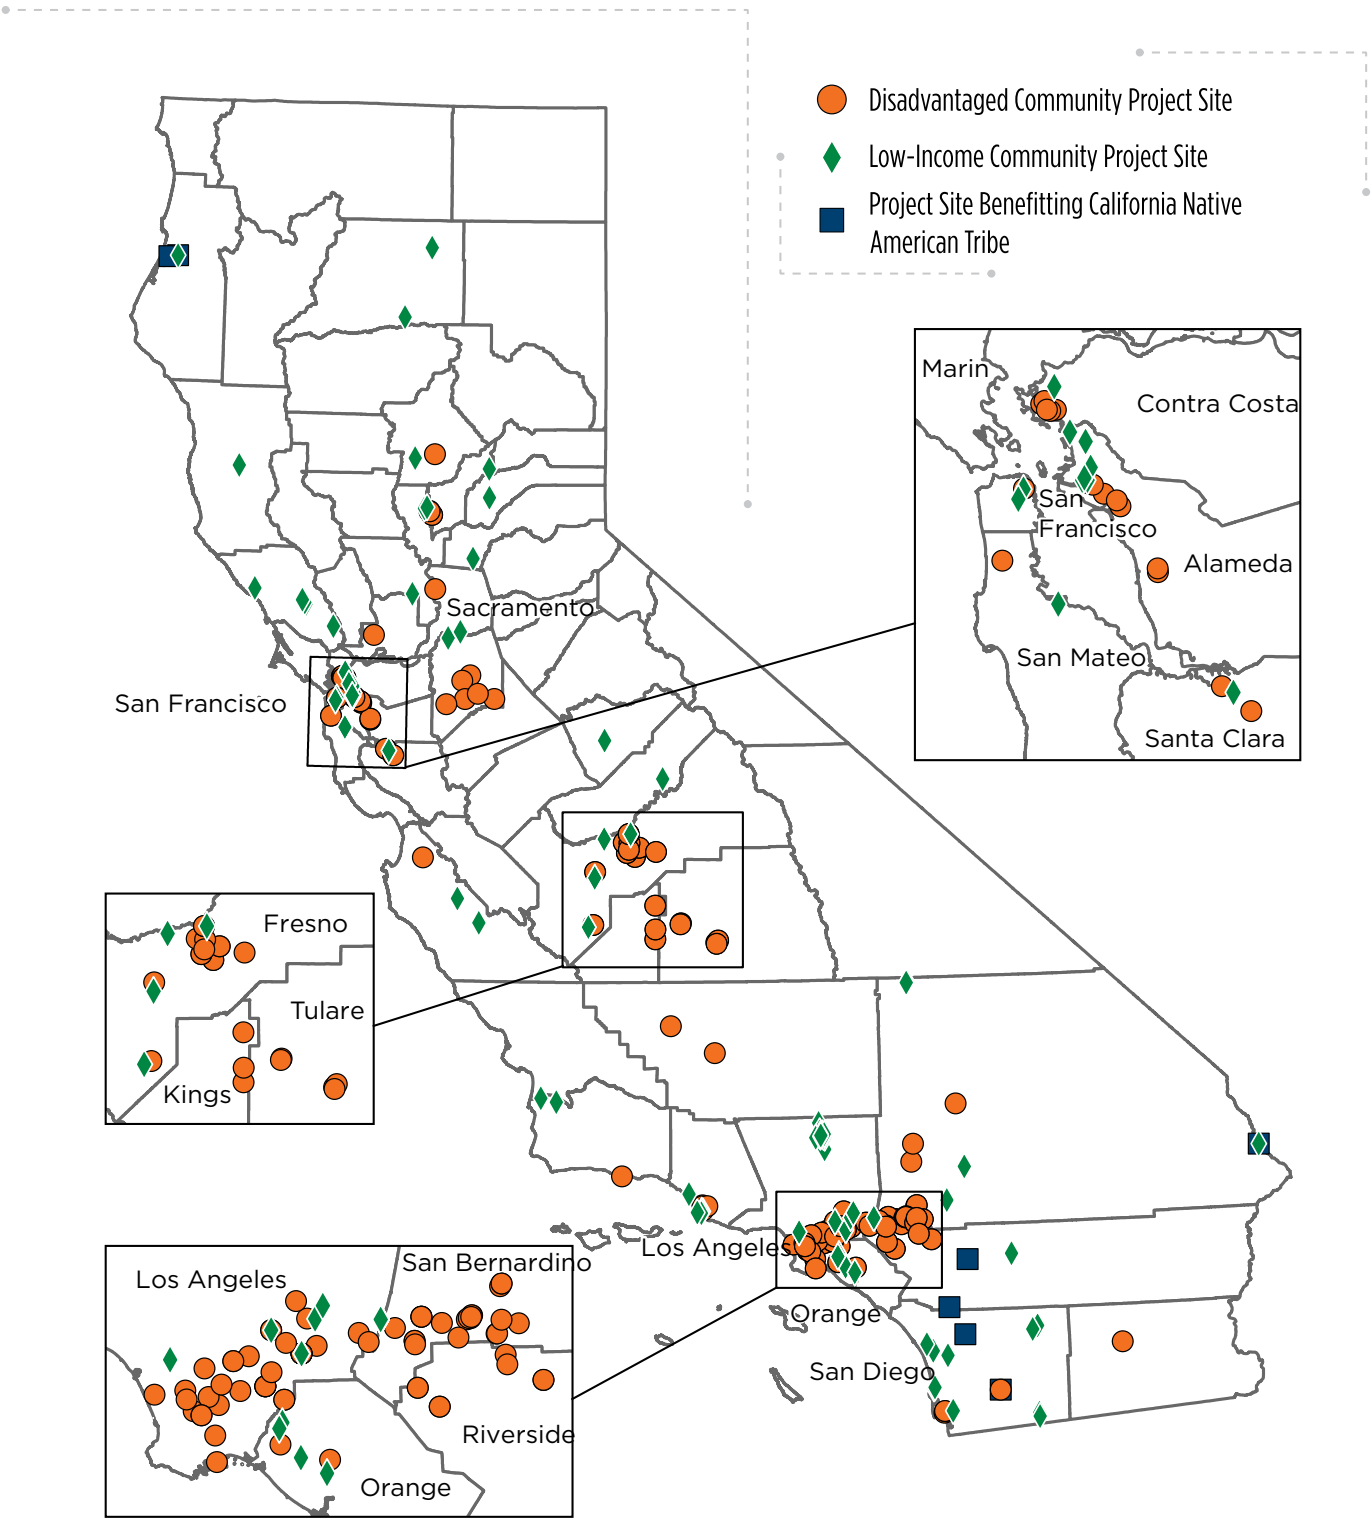 Disadvantaged Community Project Site
Low-Income Community Project Site
Project Site Benefitting California Native
American Tribe
Marin
Contra Costa
San
Francisco
Alameda
San Mateo
Santa Clara
Sacramento
San Francisco
Fresno
Tulare
Kings
Los Angeles
Orange
San Diego
San Bernardino
Los Angeles
Riverside
Orange